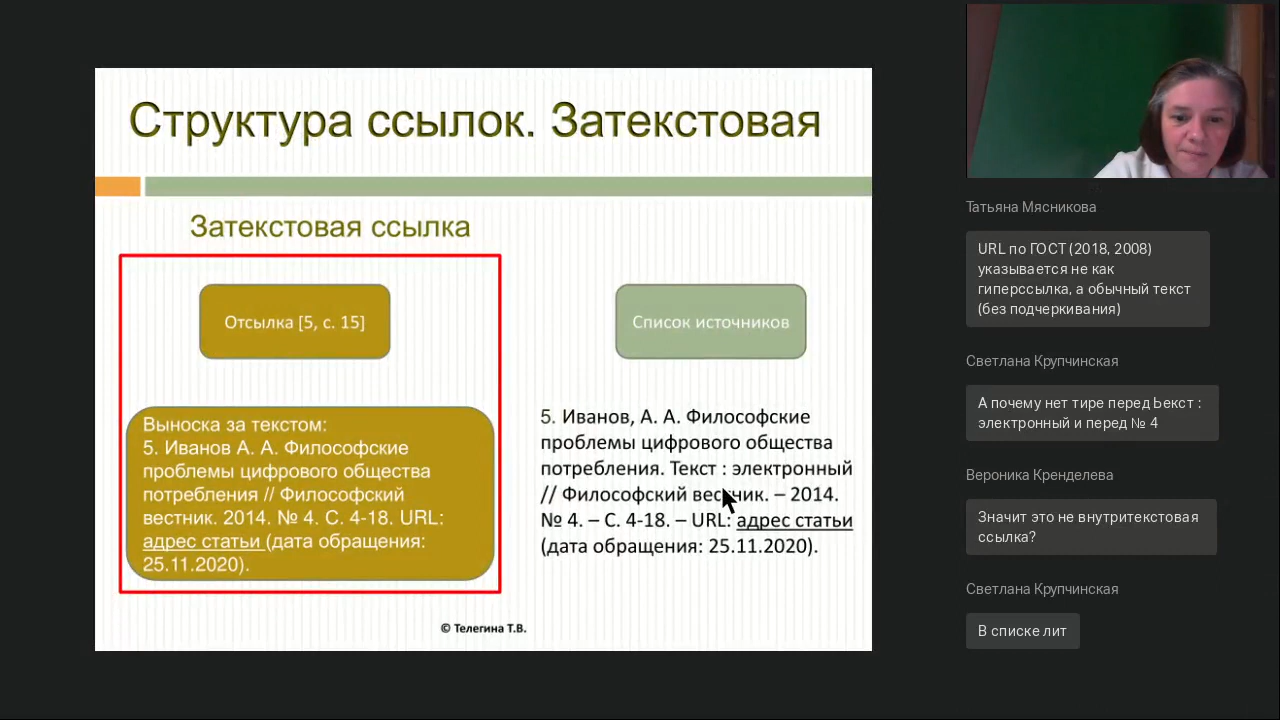 Структура ссылок. Затекстовая
Затекстовая ссылка
Отсылка [5, с. 15]
Выноска за текстом:
5. Иванов А. А. Философские
проблемы цифрового общества
потребления // Философский
вестник. 2014. № 4. С. 4-18. URL:
адрес статьи (дата обращения:
25.11.2020).
Список источников
5. Иванов, А. А. Философские
проблемы цифрового общества
потребления. Текст : электронный
// Философский вестник. – 2014.
№ 4. – С. 4-18. – URL: адрес статьи
(дата обращения: 25.11.2020).
© Телегина Т.В.
Татьяна Мясникова
URL по ГОСТ (2018, 2008)
указывается не как
гиперссылка, а обычный текст
(без подчеркивания)
Светлана Крупчинская
А почему нет тире перед Ьекст :
электронный и перед № 4
Вероника Кренделева
Значит это не внутритекстовая
ссылка?
Светлана Крупчинская
В списке лит